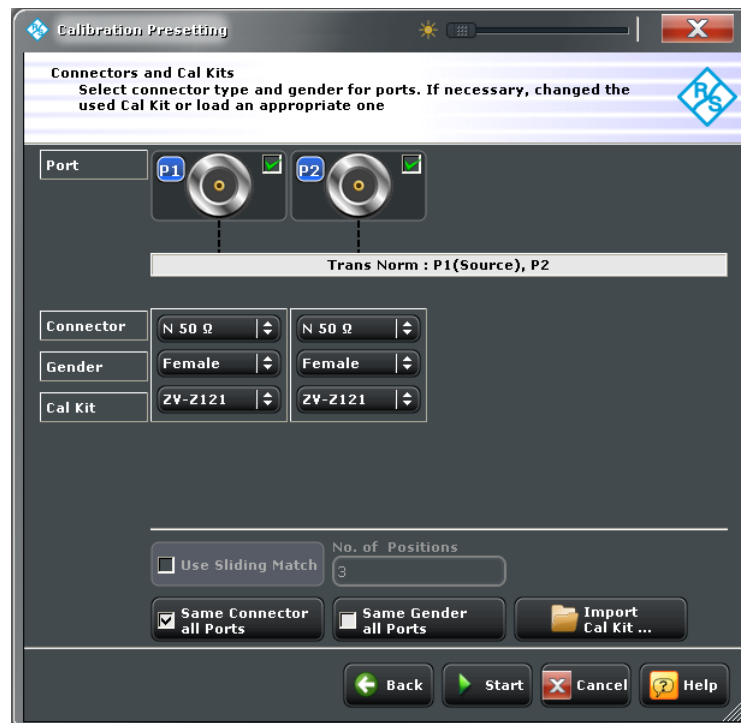 Calibration Presetting
Connectors and Cal Kits
Select connector type and gender for ports. If necessary, changed the
used Cal Kit or load an appropriate one
R&S
Port
P1
P2
Trans Norm : P1(Source), P2
Connector
N 50 Ω
N 50 Ω
Gender
Female
Female
Cal Kit
ZV-Z121
ZV-Z121
Use Sliding Match
No. of Positions
3
Same Connector
all Ports
Same Gender
all Ports
Import
Cal Kit ...
Back
Start
Cancel
Help